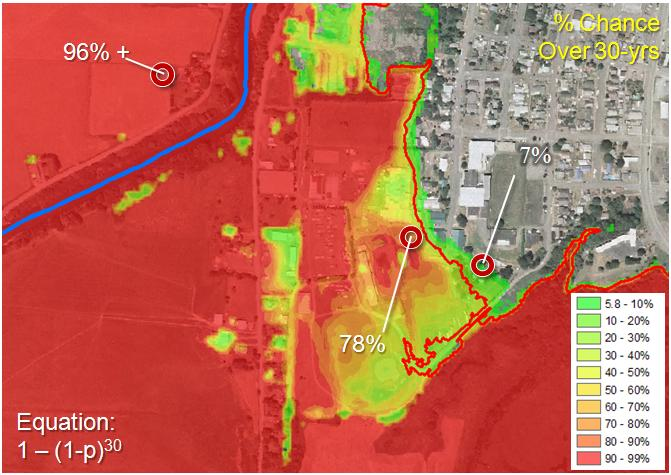 % Chance
Over 30-yrs
96% +
7%
78%
Equation:
1 – (1-p)30
5.8 - 10%
10 - 20%
20 - 30%
30 - 40%
40 - 50%
50 - 60%
60 - 70%
70 - 80%
80 - 90%
90 - 99%